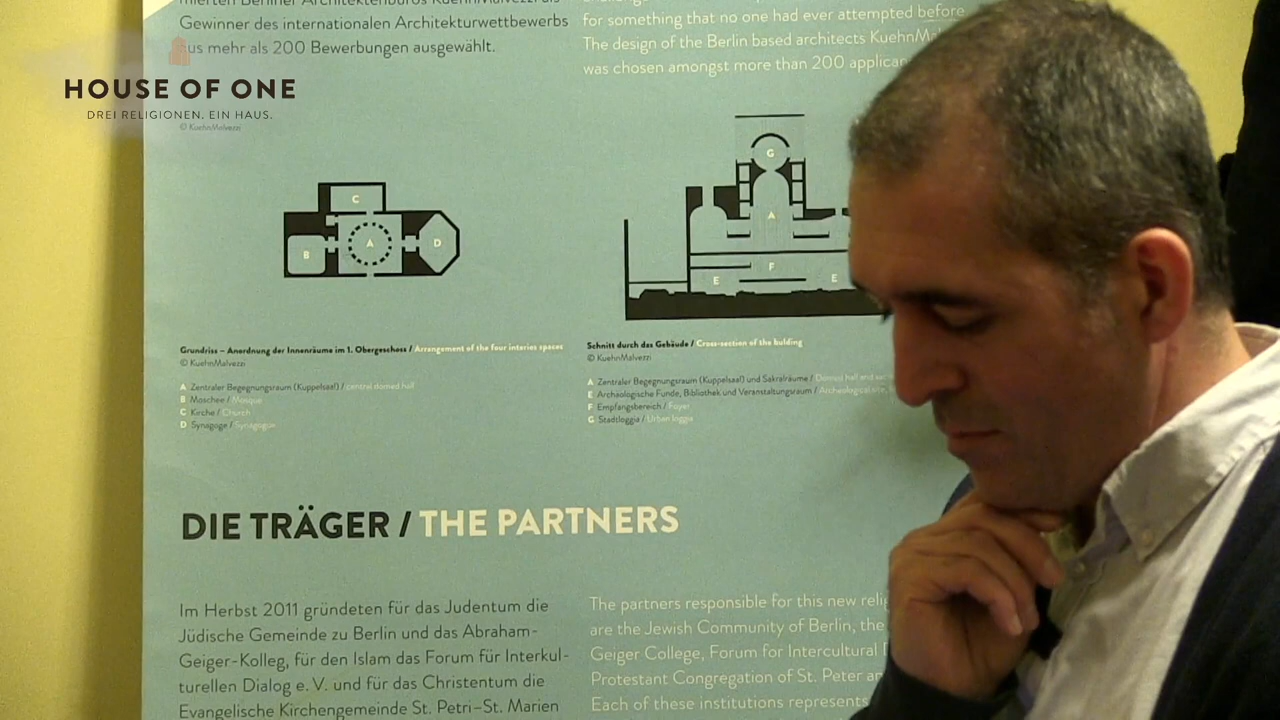 Gewinner des internationalen Architekturwettbewerbs
aus mehr als 200 Bewerbungen ausgewählt.
for something that no one had ever attempted before
The design of the Berlin based architects
was chosen amongst more than 200
HOUSE OF ONE
DREI RELIGIONEN. EIN HAUS.
© KuehnMalvezzi
C
B
A
D
G
A
F
E
E
Grundriss – Anordnung der Innenräume im 1. Obergeschoss / Arrangement of the four interior spaces
© KuehnMalvezzi
A Zentraler Begegnungsraum (Kuppelsaal) / central domed hall
B Moschee / Mosque
C Kirche / Church
D Synagoge / Synagogue
Schnitt durch das Gebäude / Cross-section of the building
© KuehnMalvezzi
A Zentraler Begegnungsraum (Kuppelsaal) und Sakralräume / Domed hall and
E Archäologische Funde, Bibliothek und Veranstaltungsraum / Archeological
F Empfangsbereich / Foyer
G Stadtloggia / Urban loggia
DIE TRÄGER / THE PARTNERS
Im Herbst 2011 gründeten für das Judentum die
Jüdische Gemeinde zu Berlin und das Abraham-
Geiger-Kolleg, für den Islam das Forum für Interkul-
turellen Dialog e. V. und für das Christentum die
Evangelische Kirchengemeinde St. Petri–St. Marien
The partners responsible for this new
are the Jewish Community of Berlin, the
Geiger College, Forum for Intercultural
Protestant Congregation of St. Peter
Each of these institutions represents